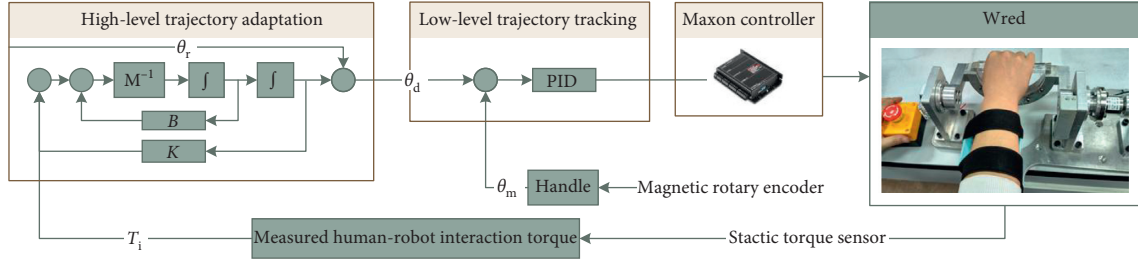 High-level trajectory adaptation
Low-level trajectory tracking
Maxon controller
Wred
θr
M−1
∫
∫
θd
PID
B
K
θm
Handle
Magnetic rotary encoder
Ti
Measured human-robot interaction torque
Stactic torque sensor